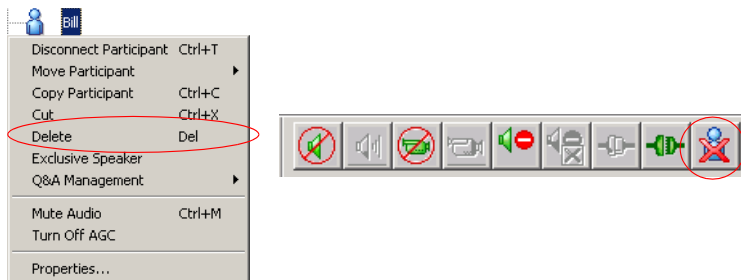 Bill
Disconnect Participant Ctrl+T
Move Participant
Copy Participant Ctrl+C
Cut Ctrl+X
Delete Del
Exclusive Speaker
Q&A Management
Mute Audio Ctrl+M
Turn Off AGC
Properties...